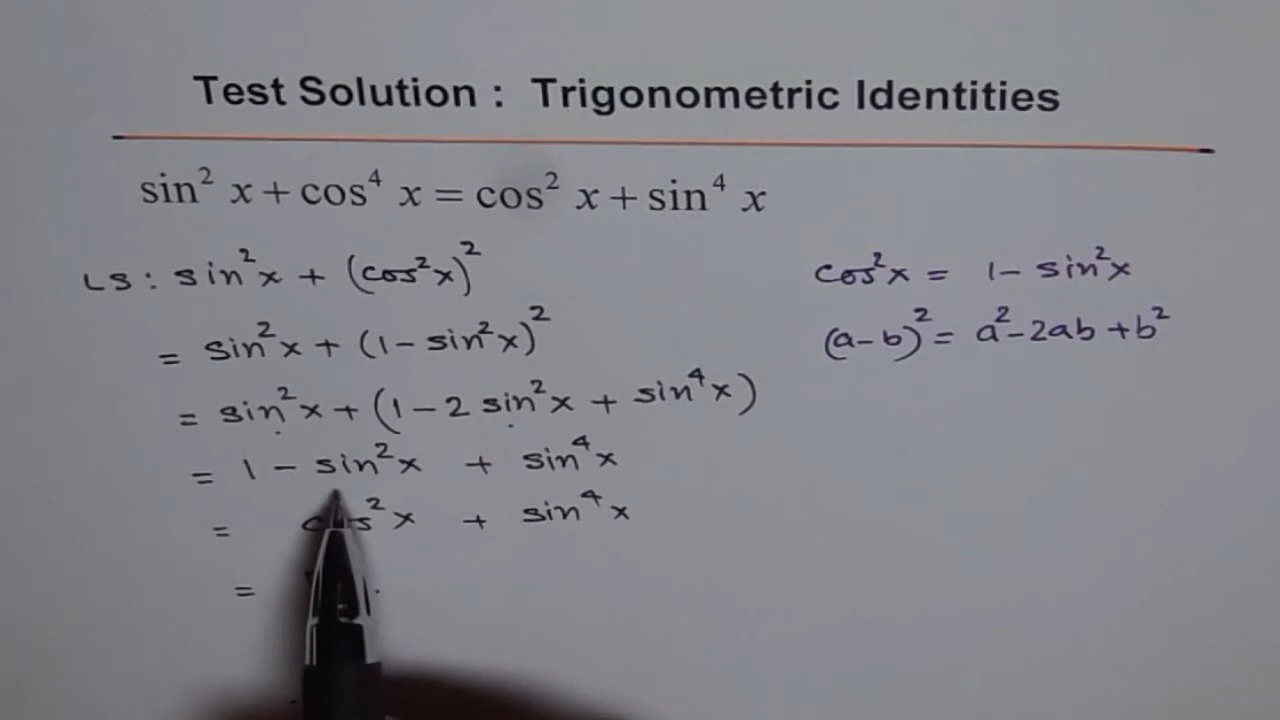 Test Solution : Trigonometric Identities
sin² x + cos⁴ x = cos² x + sin⁴ x
LS : sin²x + (cos²x)²
cos²x = 1 - sin²x
= sin²x + (1 - sin²x)²
(a-b)² = a² - 2ab + b²
= sin²x + (1 - 2 sin²x + sin⁴x)
= 1 - sin²x + sin⁴x
= cos²x + sin⁴x
=